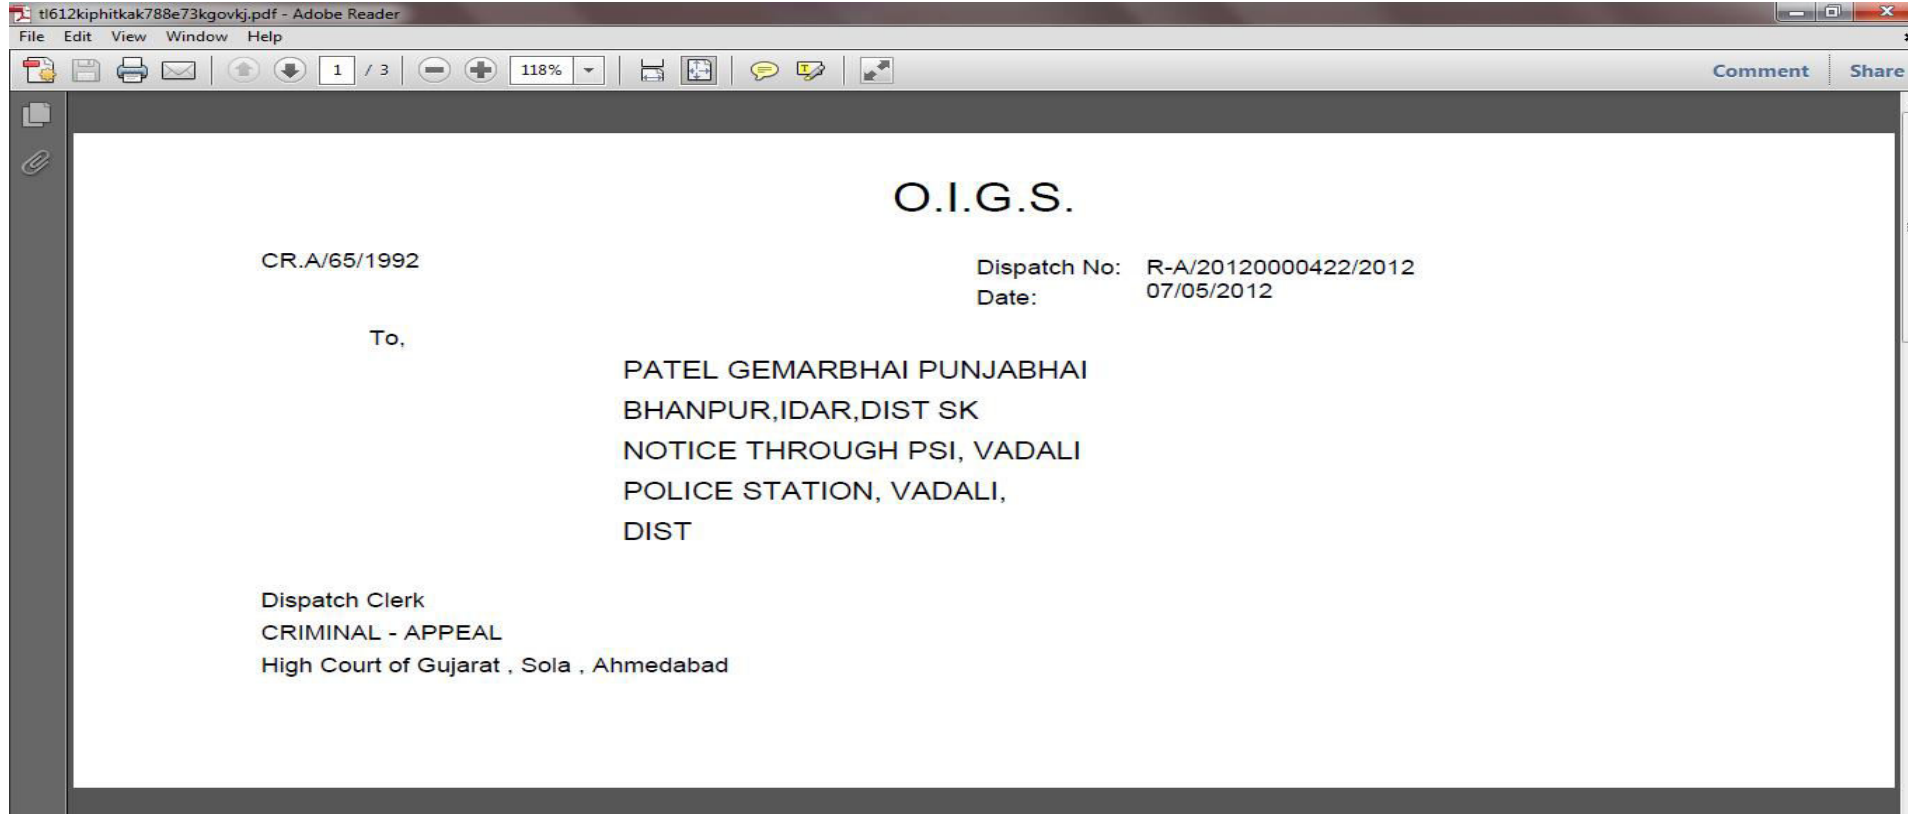 tl612kiphitkak788e73kgovkj.pdf - Adobe Reader
File Edit View Window Help
1 / 3 118% Comment Share
O.I.G.S.
CR.A/65/1992
Dispatch No: R-A/20120000422/2012
Date: 07/05/2012
To,
PATEL GEMARBHAI PUNJABHAI
BHANPUR,IDAR,DIST SK
NOTICE THROUGH PSI, VADALI
POLICE STATION, VADALI,
DIST
Dispatch Clerk
CRIMINAL - APPEAL
High Court of Gujarat , Sola , Ahmedabad